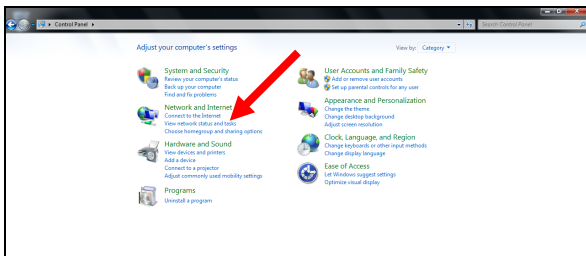 Control Panel
Search Control Panel
Adjust your computer's settings
View by: Category
System and Security
Review your computer's status
Back up your computer
Find and fix problems
Network and Internet
Connect to the Internet
View network status and tasks
Choose homegroup and sharing options
Hardware and Sound
View devices and printers
Add a device
Connect to a projector
Adjust commonly used mobility settings
Programs
Uninstall a program
User Accounts and Family Safety
Add or remove user accounts
Set up parental controls for any user
Appearance and Personalization
Change the theme
Change desktop background
Adjust screen resolution
Clock, Language, and Region
Change keyboards or other input methods
Change display language
Ease of Access
Let Windows suggest settings
Optimize visual display